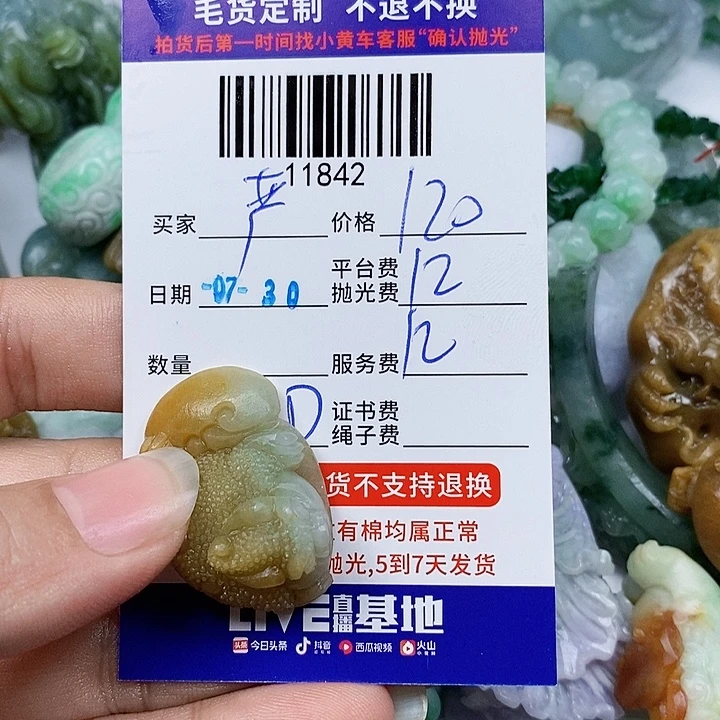 毛货定制 不退不换
拍货后第一时间找小黄车客服“确认抛光”
11842
买家 严 价格 120
平台费
日期 -07-30 抛光费 12
数量 服务费 12
证书费
绳子费
货不支持退换
有棉均属正常
抛光,5到7天发货
LIVE直播基地
头条 今日头条 抖音 西瓜视频 火山